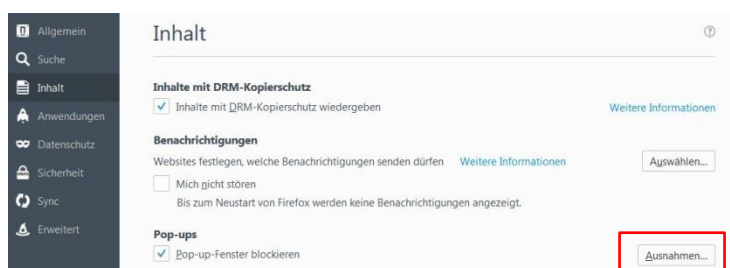 Allgemein
Suche
Inhalt
Anwendungen
Datenschutz
Sicherheit
Sync
Erweitert
Inhalt
Inhalte mit DRM-Kopierschutz
Inhalte mit DRM-Kopierschutz wiedergeben Weitere Informationen
Benachrichtigungen
Websites festlegen, welche Benachrichtigungen senden dürfen Weitere Informationen Auswählen...
Mich nicht stören
Bis zum Neustart von Firefox werden keine Benachrichtigungen angezeigt.
Pop-ups
Pop-up-Fenster blockieren Ausnahmen...